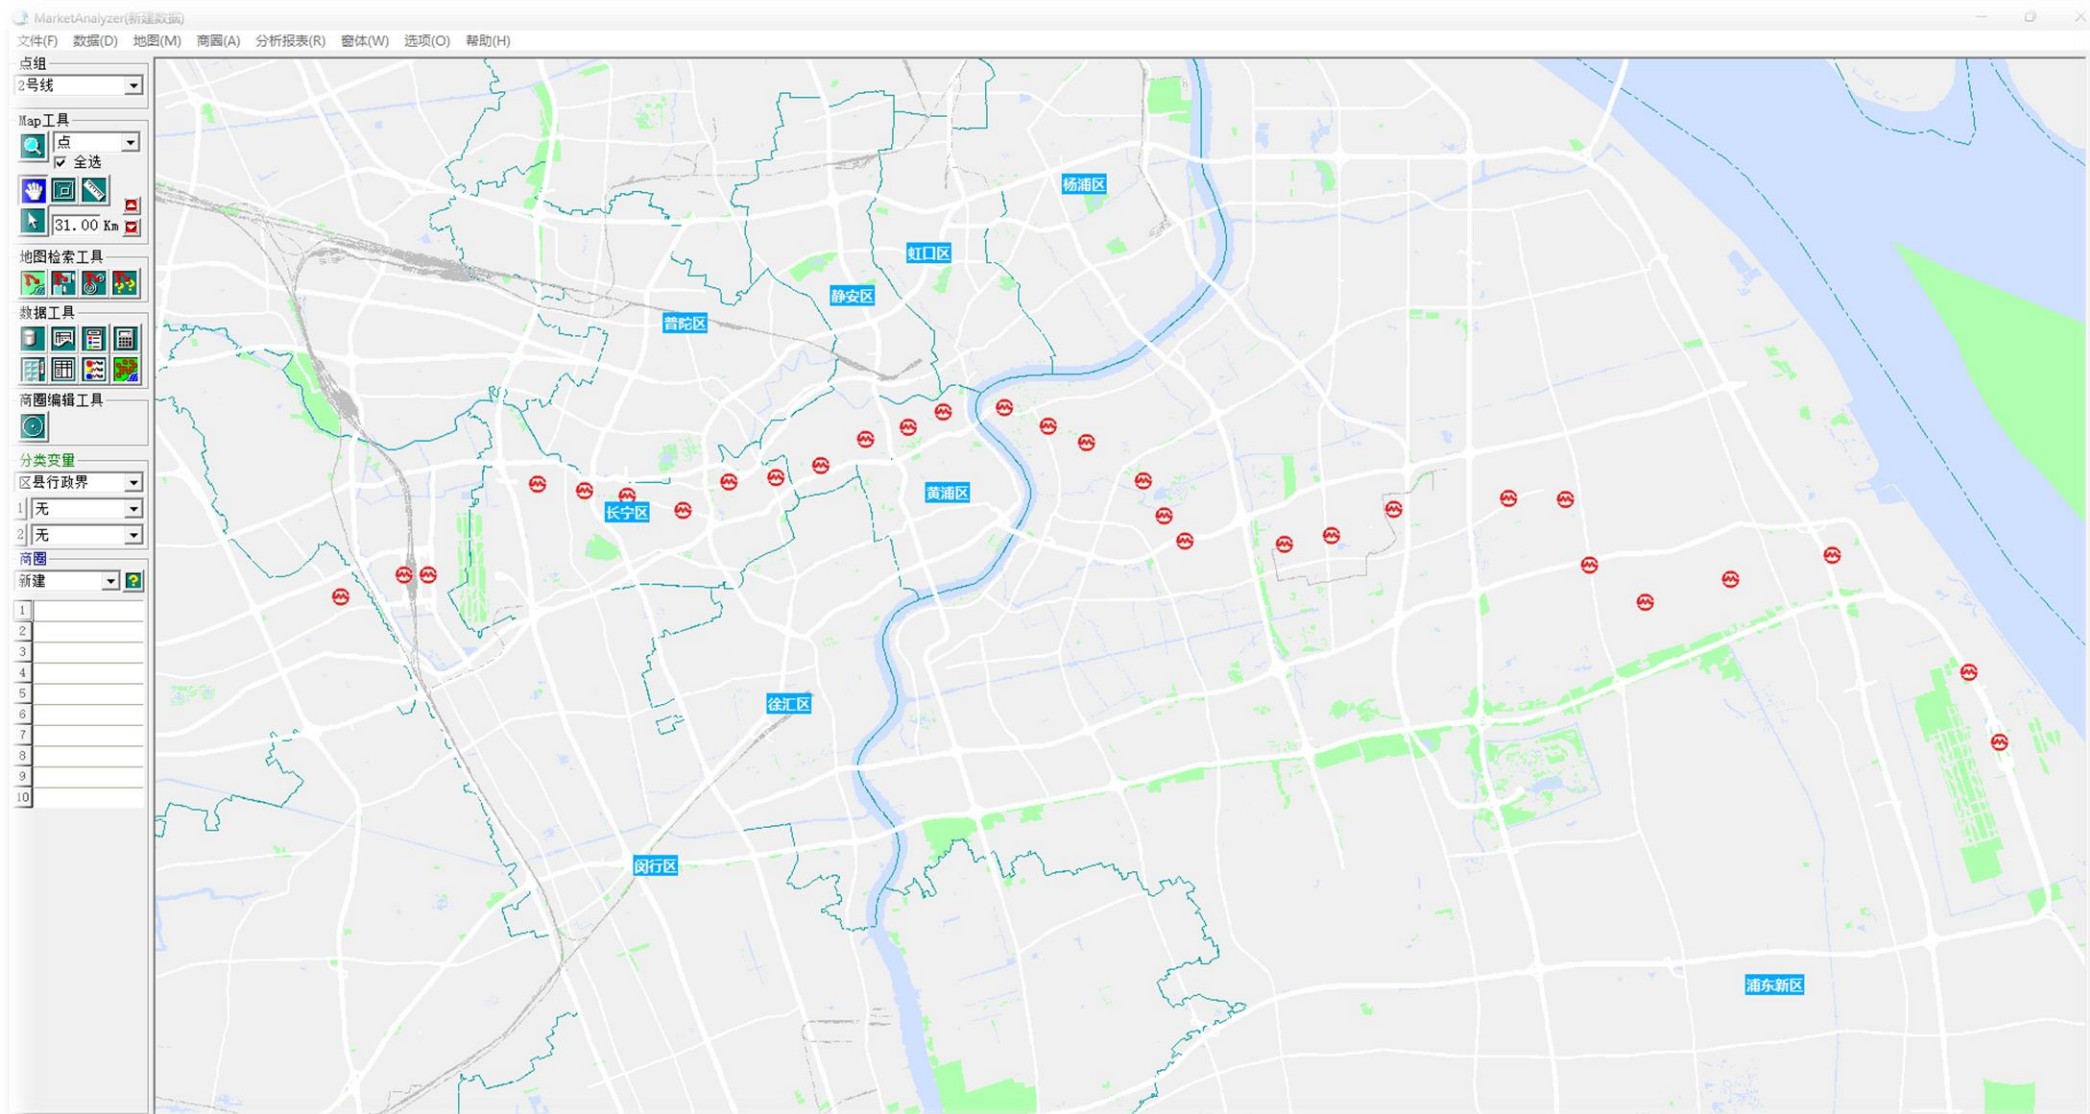 MarketAnalyzer(新建数据)
文件(F) 数据(D) 地图(M) 商圈(A) 分析报表(R) 窗体(W) 选项(O) 帮助(H)
点组
2号线
Map工具
点
全选
31.00 Km
地图检索工具
数据工具
商圈编辑工具
分类变量
区县行政界
1 无
2 无
商圈
新建
1
2
3
4
5
6
7
8
9
10
杨浦区
虹口区
静安区
普陀区
黄浦区
长宁区
徐汇区
闵行区
浦东新区